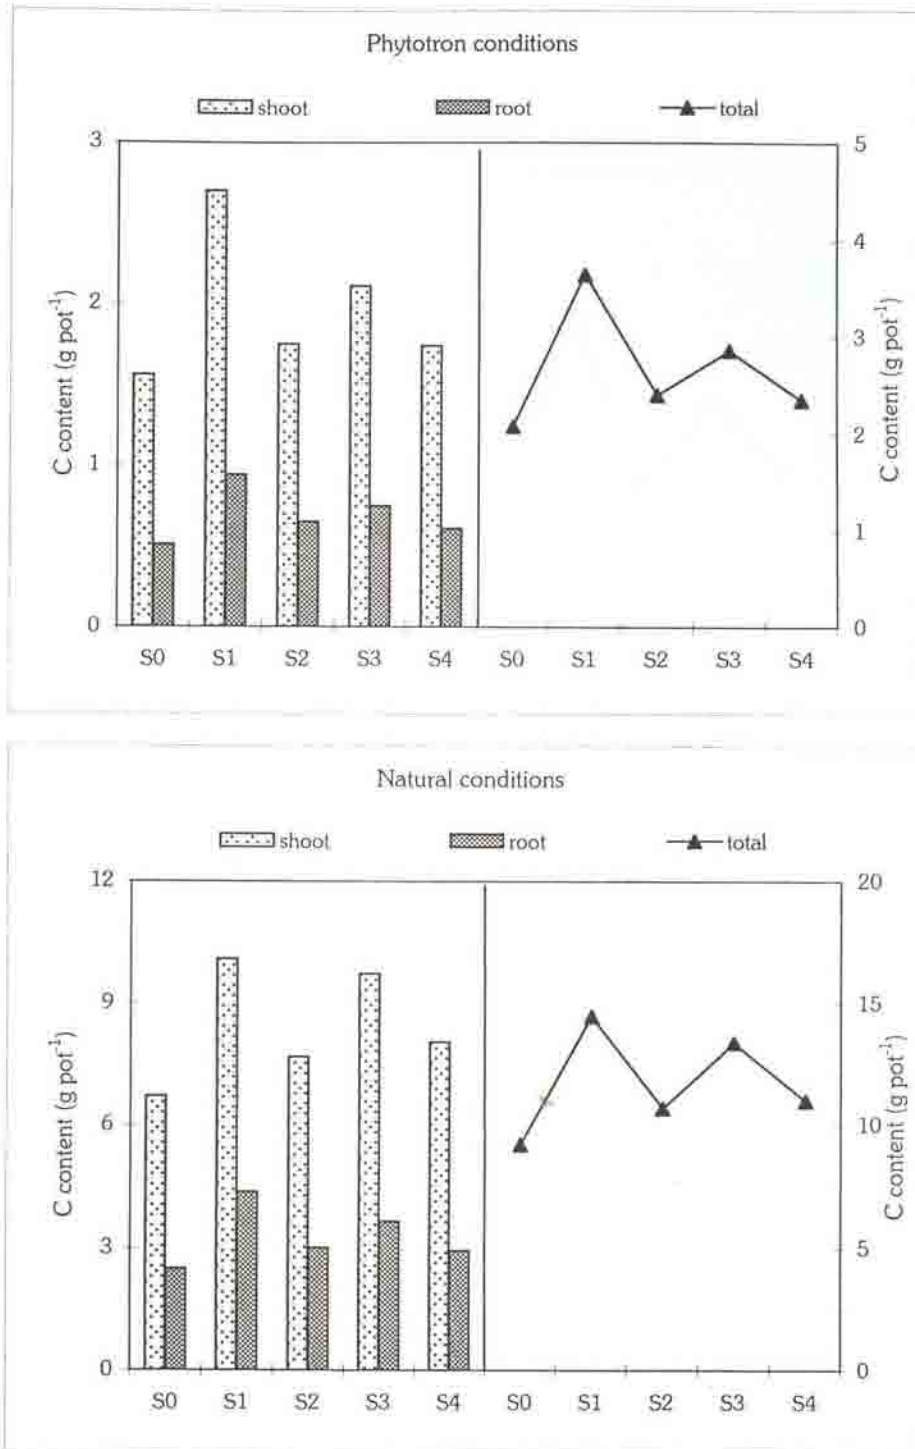 Phytotron conditions
shoot root total
3
2
1
0
C content (g pot-1)
5
4
3
2
1
0
C content (g pot-1)
S0 S1 S2 S3 S4 S0 S1 S2 S3 S4
Natural conditions
shoot root total
12
9
6
3
0
C content (g pot-1)
20
15
10
5
0
C content (g pot-1)
S0 S1 S2 S3 S4 S0 S1 S2 S3 S4